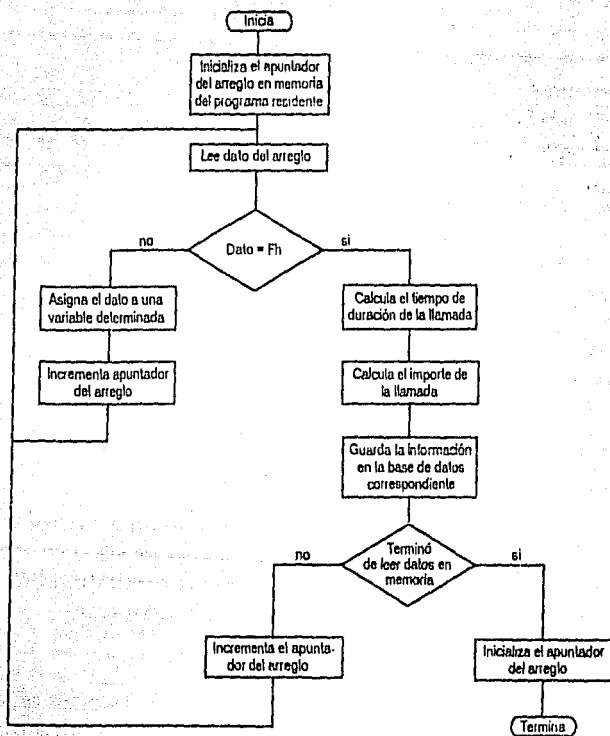 Inicia
Inicializa el apuntador
del arreglo en memoria
del programa residente
Lee dato del arreglo
no
Dato = Fh
si
Asigna el dato a una
variable determinada
Calcula el tiempo de
duración de la llamada
Incrementa apuntador
del arreglo
Calcula el importe de
la llamada
Guarda la información
en la base de datos
correspondiente
no
Terminó
de leer datos en
memoria
si
Incrementa el apunta-
dor del arreglo
Inicializa el apuntador
del arreglo
Termina